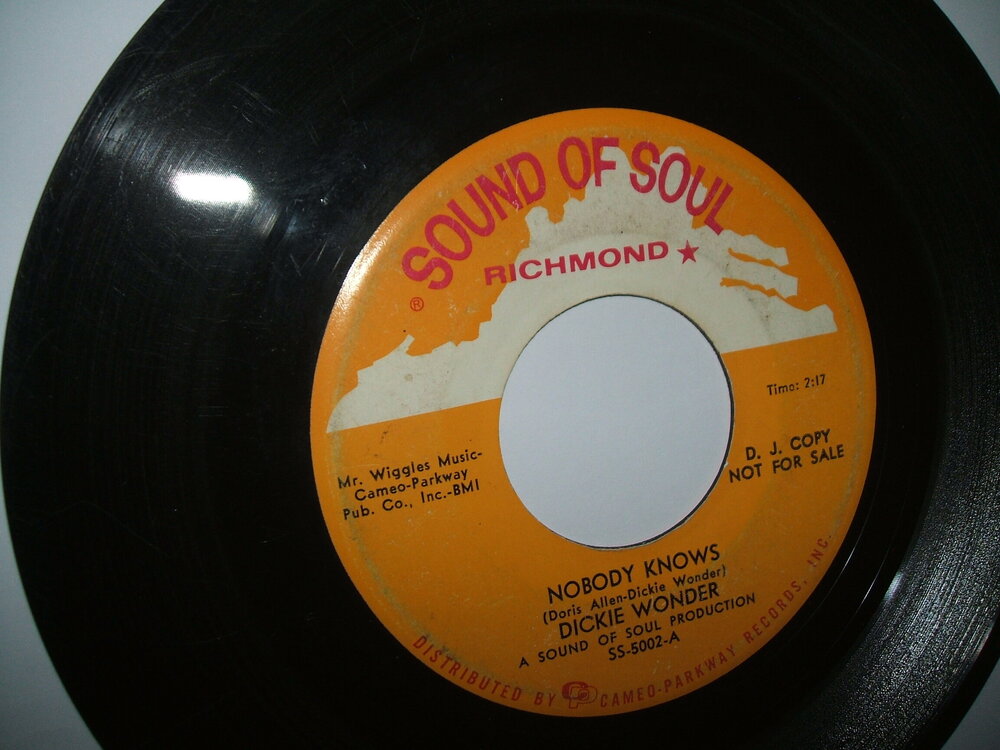 SOUND OF SOUL
®
RICHMOND ★
Time: 2:17
D. J. COPY
NOT FOR SALE
Mr. Wiggles Music-
Cameo-Parkway
Pub. Co., Inc.-BMI
NOBODY KNOWS
(Doris Allen-Dickie Wonder)
DICKIE WONDER
A SOUND OF SOUL PRODUCTION
SS-5002-A
DISTRIBUTED BY CP CAMEO-PARKWAY RECORDS, INC.